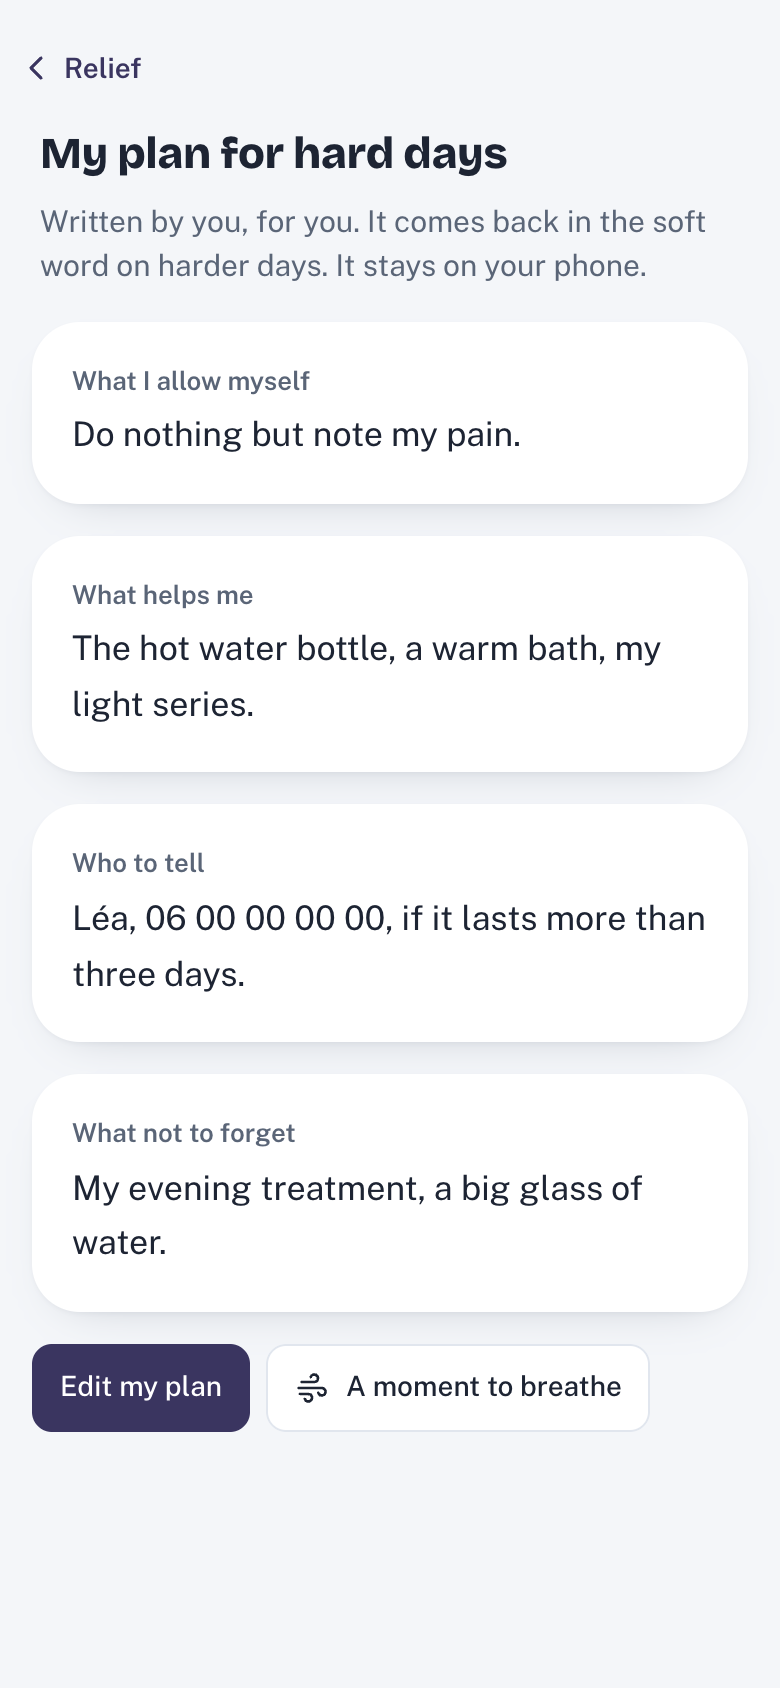 Relief
My plan for hard days
Written by you, for you. It comes back in the soft
word on harder days. It stays on your phone.
What I allow myself
Do nothing but note my pain.
What helps me
The hot water bottle, a warm bath, my
light series.
Who to tell
Léa, 06 00 00 00 00, if it lasts more than
three days.
What not to forget
My evening treatment, a big glass of
water.
Edit my plan
A moment to breathe